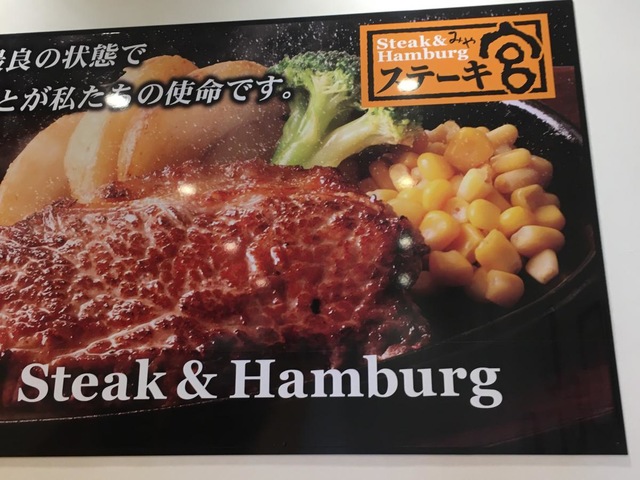 良の状態で
とが私たちの使命です。
Steak&
Hamburg
みや
ステーキ宮
Steak & Hamburg